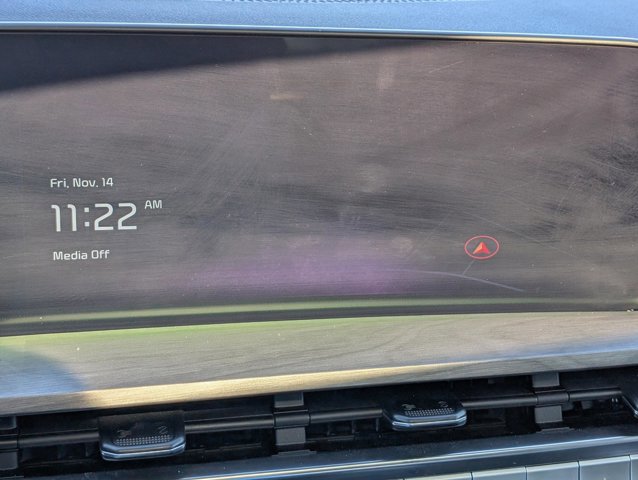 Fri, Nov. 14
11:22 AM
Media Off